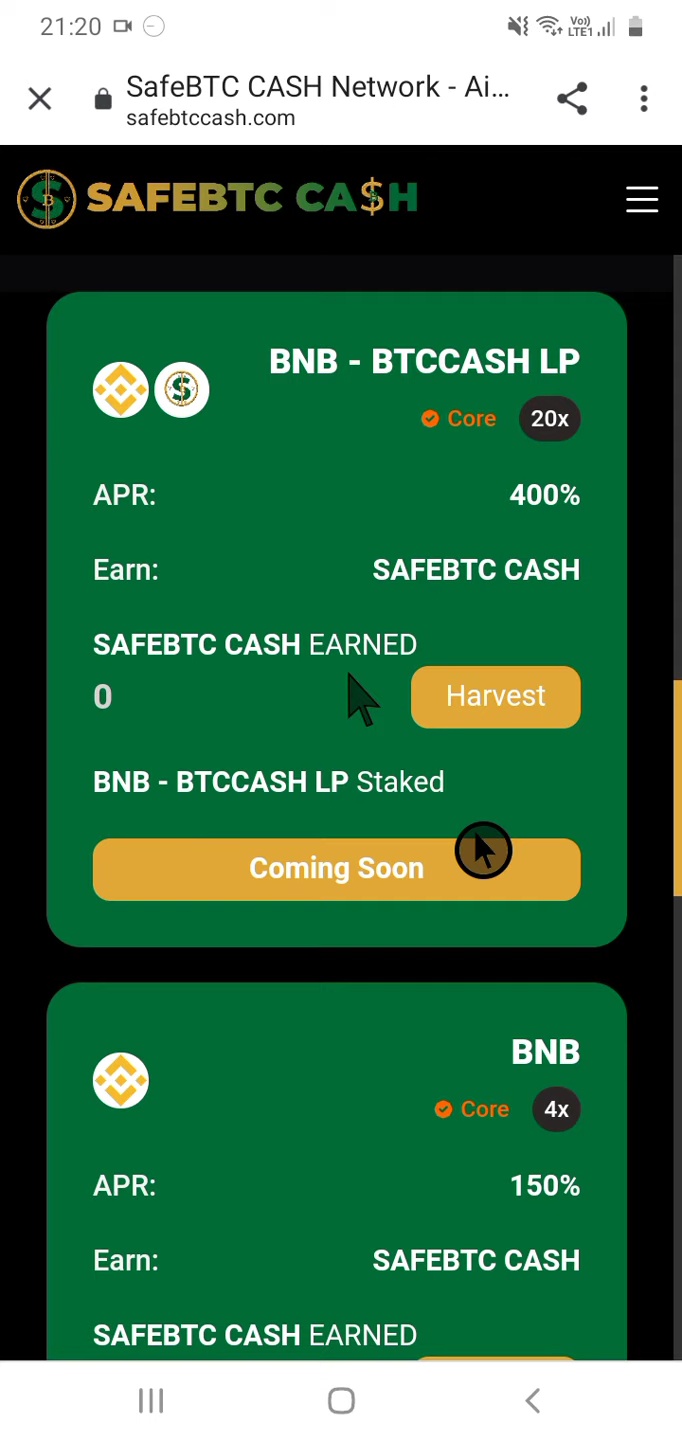 21:20
Vo)) LTE1
SafeBTC CASH Network - Ai...
safebtccash.com
SAFEBTC CA$H
BNB - BTCCASH LP
Core 20x
APR: 400%
Earn: SAFEBTC CASH
SAFEBTC CASH EARNED
0 Harvest
BNB - BTCCASH LP Staked
Coming Soon
BNB
Core 4x
APR: 150%
Earn: SAFEBTC CASH
SAFEBTC CASH EARNED